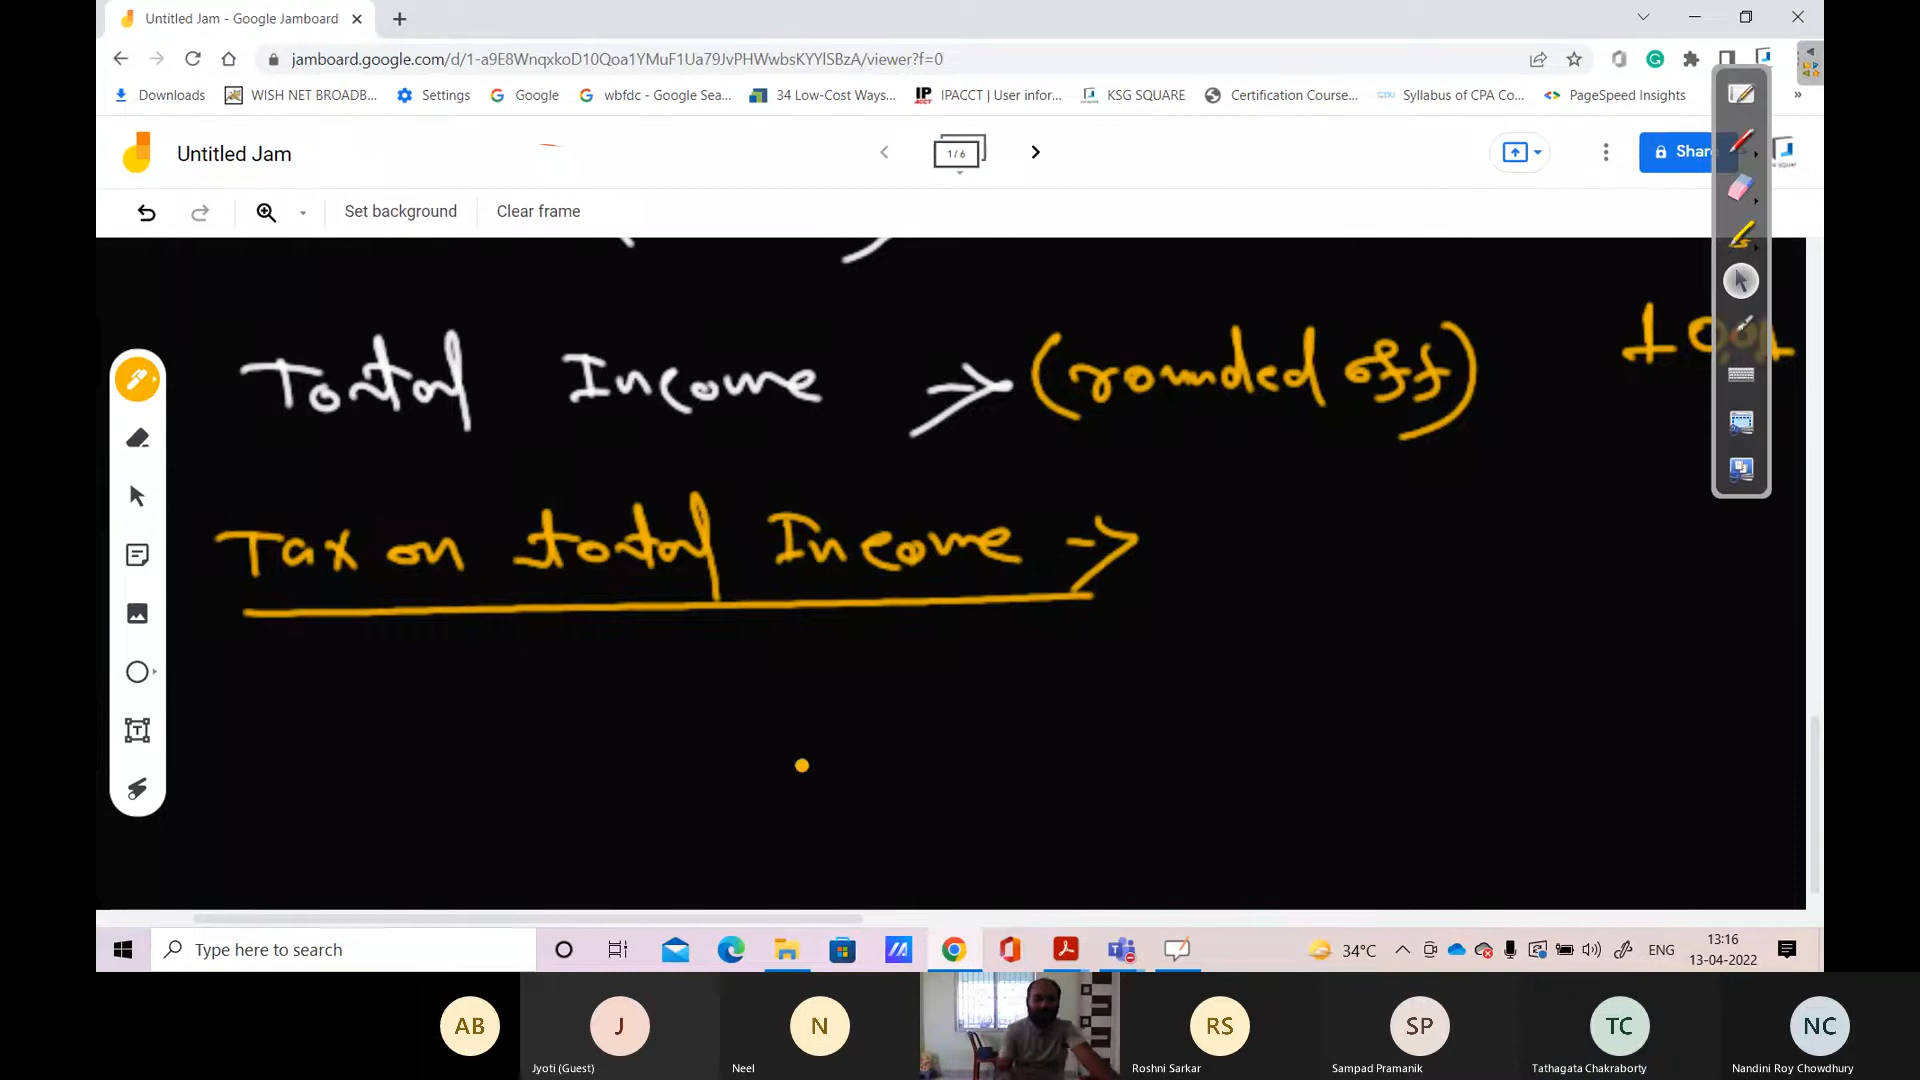 Untitled Jam - Google Jamboard
jamboard.google.com/d/1-a9E8WnqxkoD10Qoa1YMuF1Ua79JvPHWwbsKYYlSBzA/viewer?f=0
Downloads WISH NET BROADB... Settings Google wbfdc - Google Sea... 34 Low-Cost Ways... IPACCT | User infor... KSG SQUARE Certification Course... Syllabus of CPA Co... PageSpeed Insights »
Untitled Jam 1/6 Shar
Set background Clear frame
Total Income → (rounded off)
Tax on total Income →
Type here to search 34°C ENG 13:16
13-04-2022
AB J N RS SP TC NC
Jyoti (Guest) Neel Roshni Sarkar Sampad Pramanik Tathagata Chakraborty Nandini Roy Chowdhury